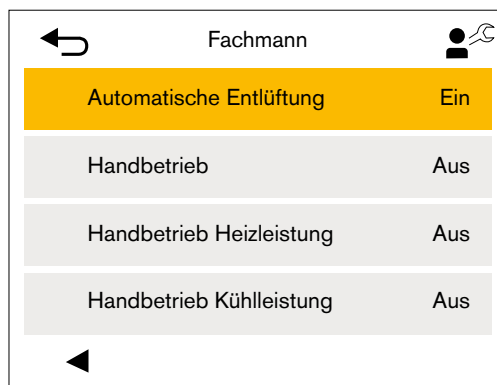 Fachmann
Automatische Entlüftung Ein
Handbetrieb Aus
Handbetrieb Heizleistung Aus
Handbetrieb Kühlleistung Aus